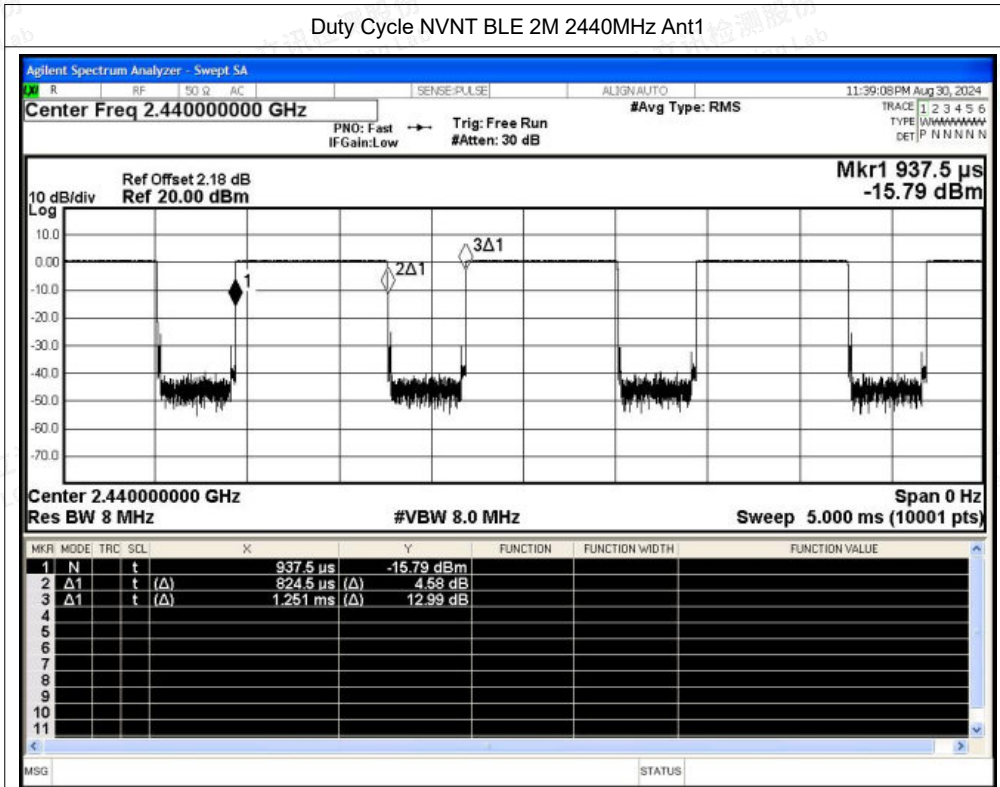 Duty Cycle NVNT BLE 2M 2440MHz Ant1
Agilent Spectrum Analyzer - Swept SA
LXI R RF 50 Ω AC SENSE:PULSE ALIGN AUTO 11:39:08 PM Aug 30, 2024
Center Freq 2.440000000 GHz #Avg Type: RMS TRACE 1 2 3 4 5 6
PNO: Fast Trig: Free Run TYPE WWWWWW
IFGain:Low #Atten: 30 dB DET P N N N N N
Mkr1 937.5 µs
-15.79 dBm
Ref Offset 2.18 dB
10 dB/div Ref 20.00 dBm
Log
10.0
0.00
-10.0
-20.0
-30.0
-40.0
-50.0
-60.0
-70.0
1
2Δ1
3Δ1
Center 2.440000000 GHz Span 0 Hz
Res BW 8 MHz #VBW 8.0 MHz Sweep 5.000 ms (10001 pts)
MKR MODE TRC SCL X Y FUNCTION FUNCTION WIDTH FUNCTION VALUE
1 N t 937.5 µs -15.79 dBm
2 Δ1 t (Δ) 824.5 µs (Δ) 4.58 dB
3 Δ1 t (Δ) 1.251 ms (Δ) 12.99 dB
4
5
6
7
8
9
10
11
MSG STATUS